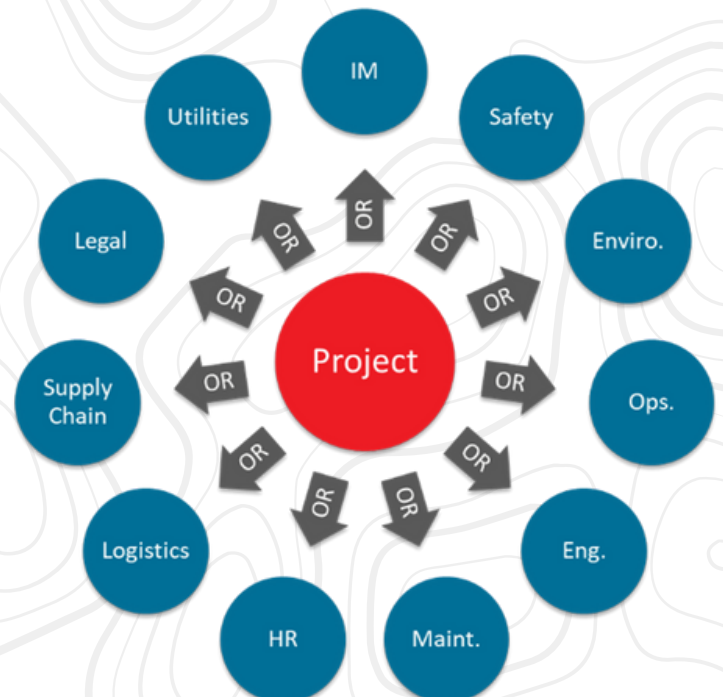 IM
Utilities
Safety
OR
OR
OR
Legal
Enviro.
OR
OR
Project
Supply
Chain
OR
OR
Ops.
OR
OR
OR
OR
Logistics
Eng.
HR
Maint.